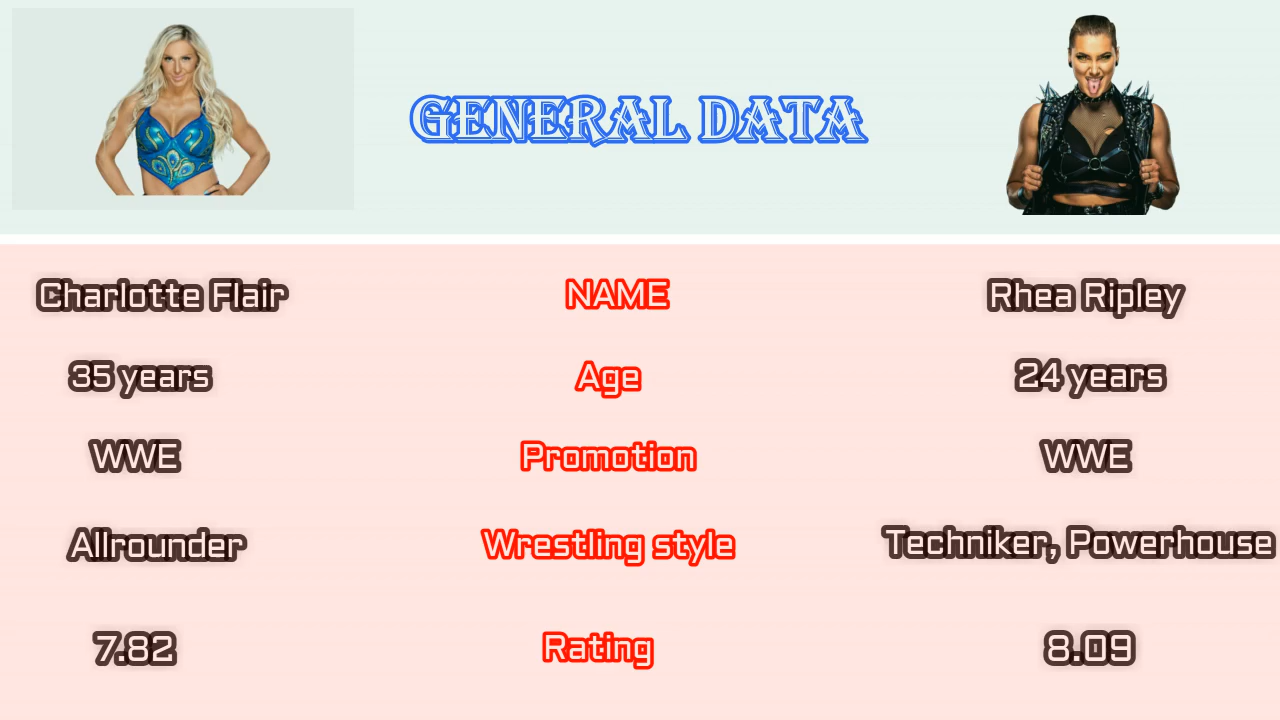 GENERAL DATA
Charlotte Flair NAME Rhea Ripley
35 years Age 24 years
WWE Promotion WWE
Allrounder Wrestling style Techniker, Powerhouse
7.82 Rating 8.09